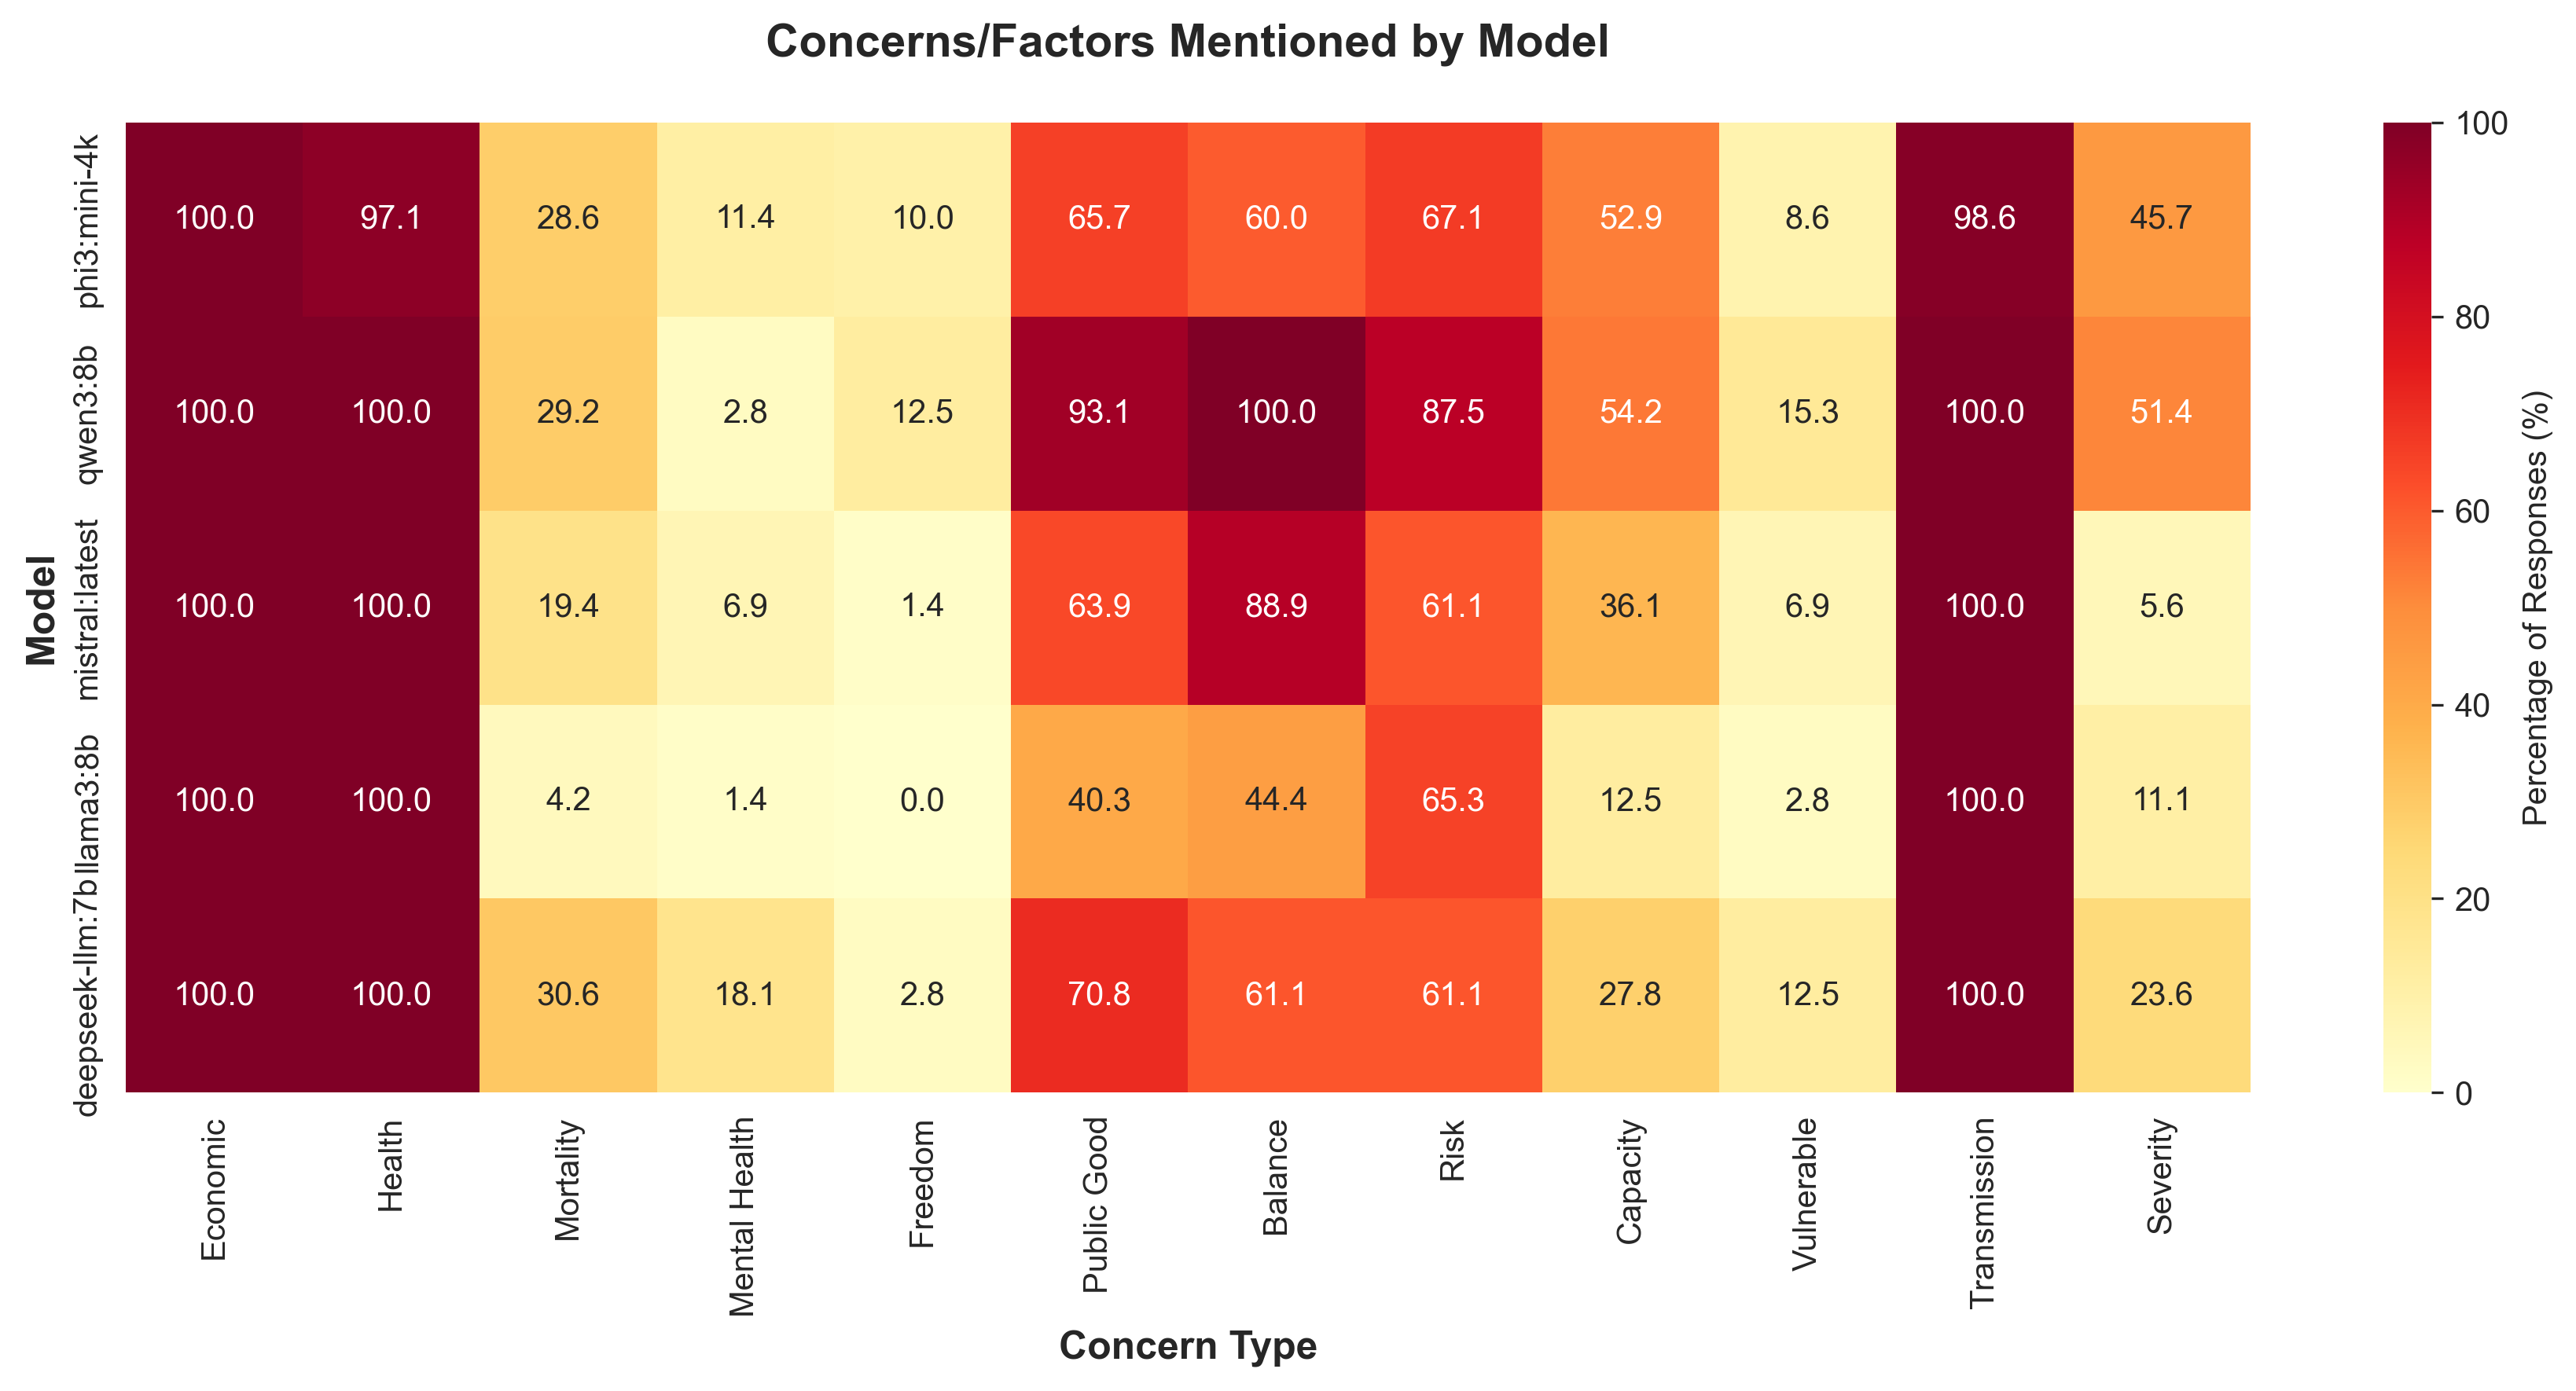 Concerns/Factors Mentioned by Model
Model
phi3:mini-4k
100.0 97.1 28.6 11.4 10.0 65.7 60.0 67.1 52.9 8.6 98.6 45.7
qwen3:8b
100.0 100.0 29.2 2.8 12.5 93.1 100.0 87.5 54.2 15.3 100.0 51.4
mistral:latest
100.0 100.0 19.4 6.9 1.4 63.9 88.9 61.1 36.1 6.9 100.0 5.6
llama3:8b
100.0 100.0 4.2 1.4 0.0 40.3 44.4 65.3 12.5 2.8 100.0 11.1
deepseek-llm:7b
100.0 100.0 30.6 18.1 2.8 70.8 61.1 61.1 27.8 12.5 100.0 23.6
Economic
Health
Mortality
Mental Health
Freedom
Public Good
Balance
Risk
Capacity
Vulnerable
Transmission
Severity
Concern Type
100
80
60
40
20
0
Percentage of Responses (%)